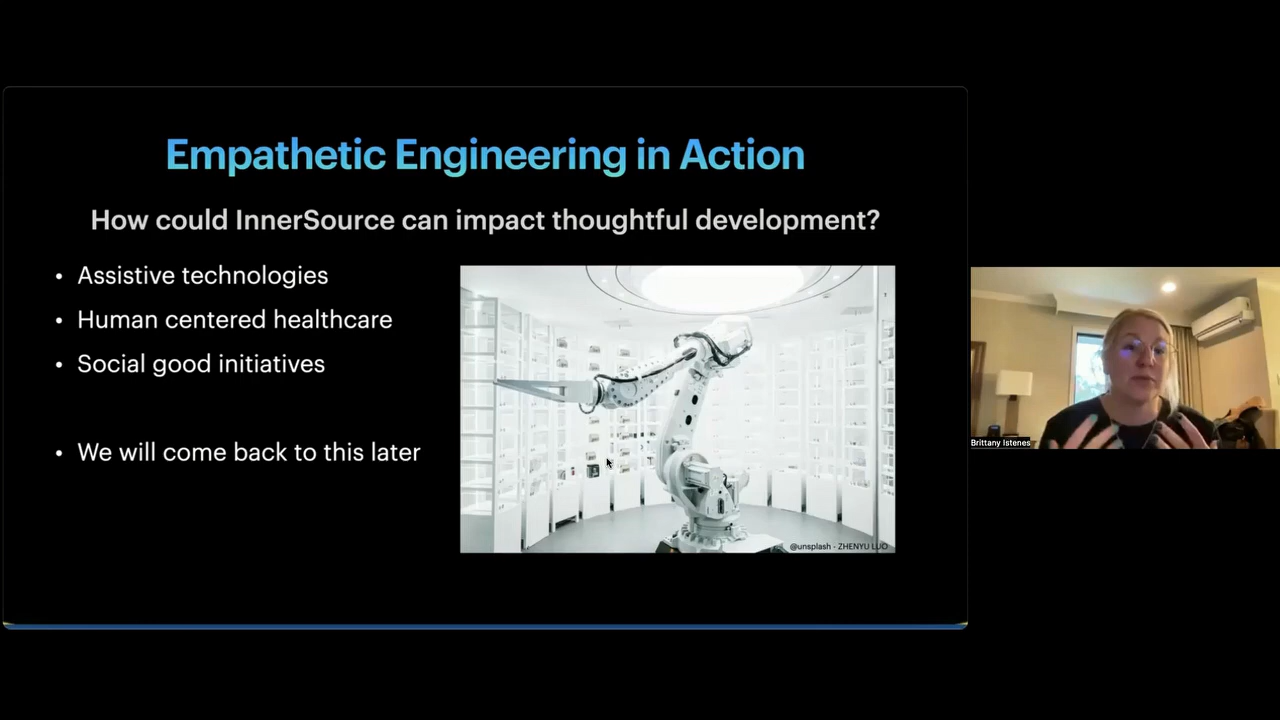 Empathetic Engineering in Action
How could InnerSource can impact thoughtful development?
• Assistive technologies
• Human centered healthcare
• Social good initiatives
• We will come back to this later
@unsplash - ZHENYU LUO
Brittany Istenes